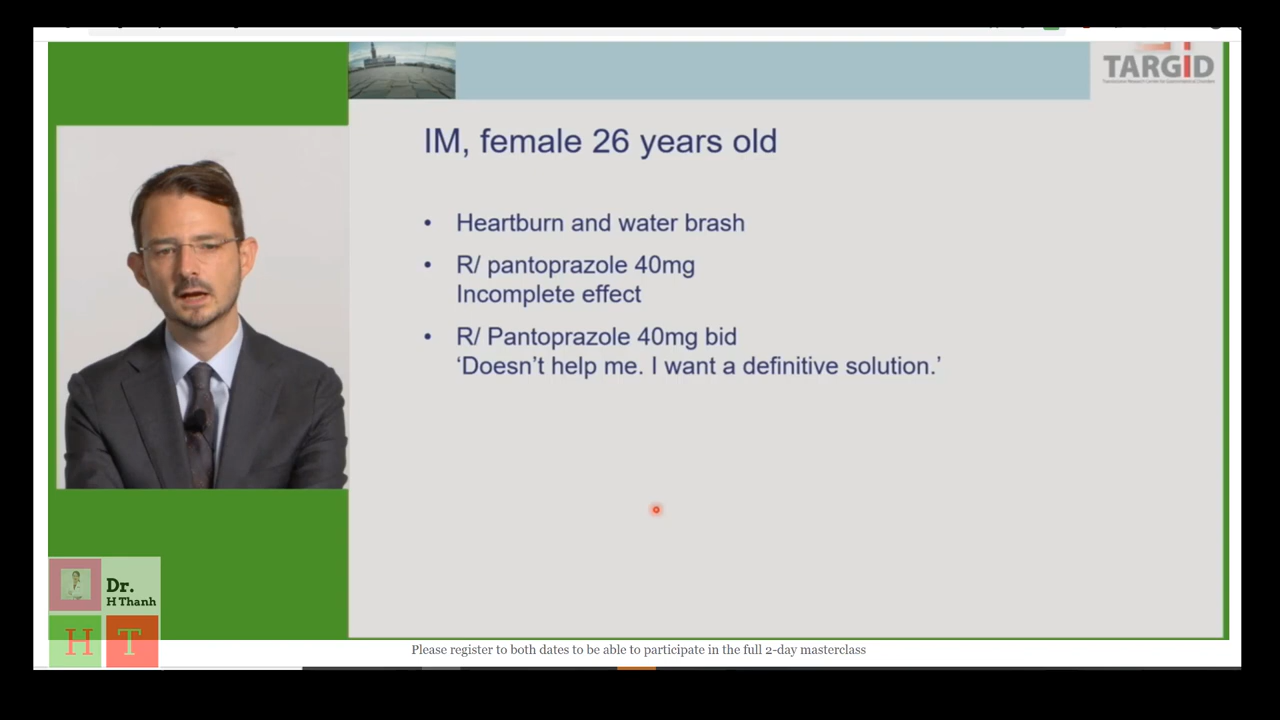 TARGID
IM, female 26 years old
• Heartburn and water brash
• R/ pantoprazole 40mg
Incomplete effect
• R/ Pantoprazole 40mg bid
‘Doesn’t help me. I want a definitive solution.’
Dr.
H Thanh
H T
Please register to both dates to be able to participate in the full 2-day masterclass